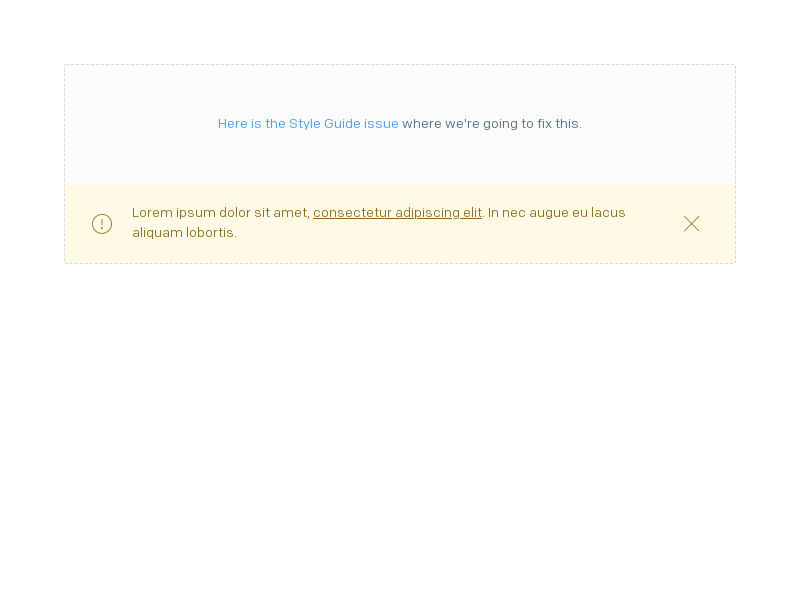 Here is the Style Guide issue where we're going to fix this.
Lorem ipsum dolor sit amet, consectetur adipiscing elit. In nec augue eu lacus
aliquam lobortis.